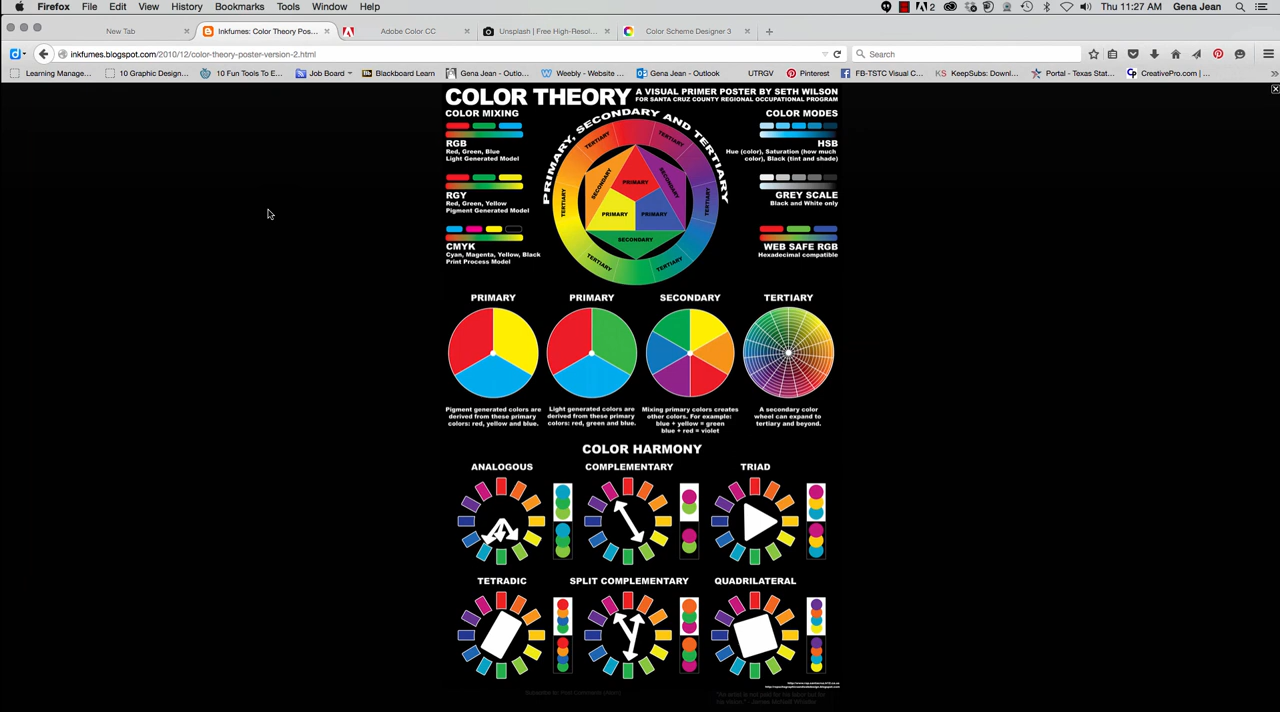 Firefox File Edit View History Bookmarks Tools Window Help
2 Thu 11:27 AM Gena Jean
New Tab
Inkfumes: Color Theory Pos...
Adobe Color CC
Unsplash | Free High-Resol...
Color Scheme Designer 3
inkfumes.blogspot.com/2010/12/color-theory-poster-version-2.html
Search
Learning Manage...
10 Graphic Design...
10 Fun Tools To E...
Job Board
Blackboard Learn
Gena Jean - Outlo...
Weebly - Website ...
Gena Jean - Outlook
UTRGV
Pinterest
FB-TSTC Visual C...
KS KeepSubs: Downl...
Portal - Texas Stat...
CreativePro.com | ...
COLOR THEORY
A VISUAL PRIMER POSTER BY SETH WILSON
FOR SANTA CRUZ COUNTY REGIONAL OCCUPATIONAL PROGRAM
COLOR MIXING
RGB
Red, Green, Blue
Light Generated Model
RGY
Red, Green, Yellow
Pigment Generated Model
CMYK
Cyan, Magenta, Yellow, Black
Print Process Model
PRIMARY, SECONDARY AND TERTIARY
TERTIARY
TERTIARY
SECONDARY
PRIMARY
SECONDARY
TERTIARY
PRIMARY
PRIMARY
TERTIARY
SECONDARY
TERTIARY
TERTIARY
COLOR MODES
HSB
Hue (color), Saturation (how much
color), Black (tint and shade)
GREY SCALE
Black and White only
WEB SAFE RGB
Hexadecimal compatible
PRIMARY
Pigment generated colors are
derived from these primary
colors: red, yellow and blue.
PRIMARY
Light generated colors are
derived from these primary
colors: red, green and blue.
SECONDARY
Mixing primary colors creates
other colors. For example:
blue + yellow = green
blue + red = violet
TERTIARY
A secondary color
wheel can expand to
tertiary and beyond.
COLOR HARMONY
ANALOGOUS
COMPLEMENTARY
TRIAD
TETRADIC
SPLIT COMPLEMENTARY
QUADRILATERAL